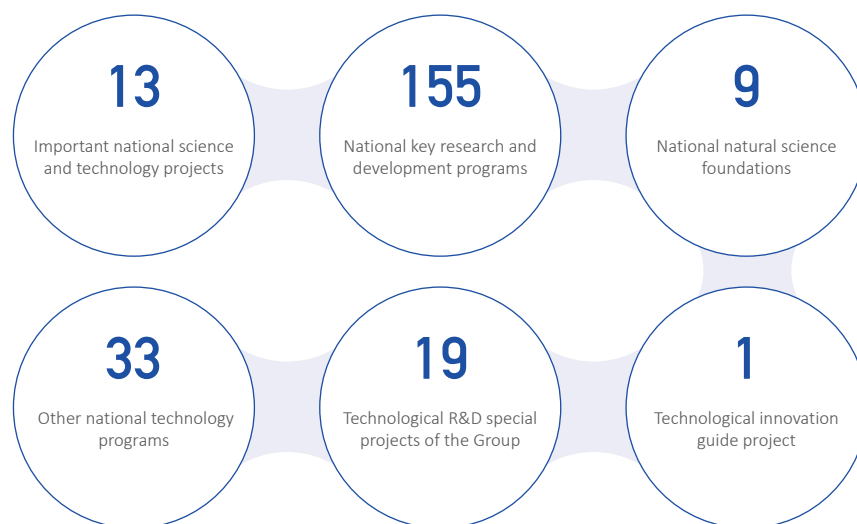 13
Important national science
and technology projects
155
National key research and
development programs
9
National natural science
foundations
33
Other national technology
programs
19
Technological R&D special
projects of the Group
1
Technological innovation
guide project